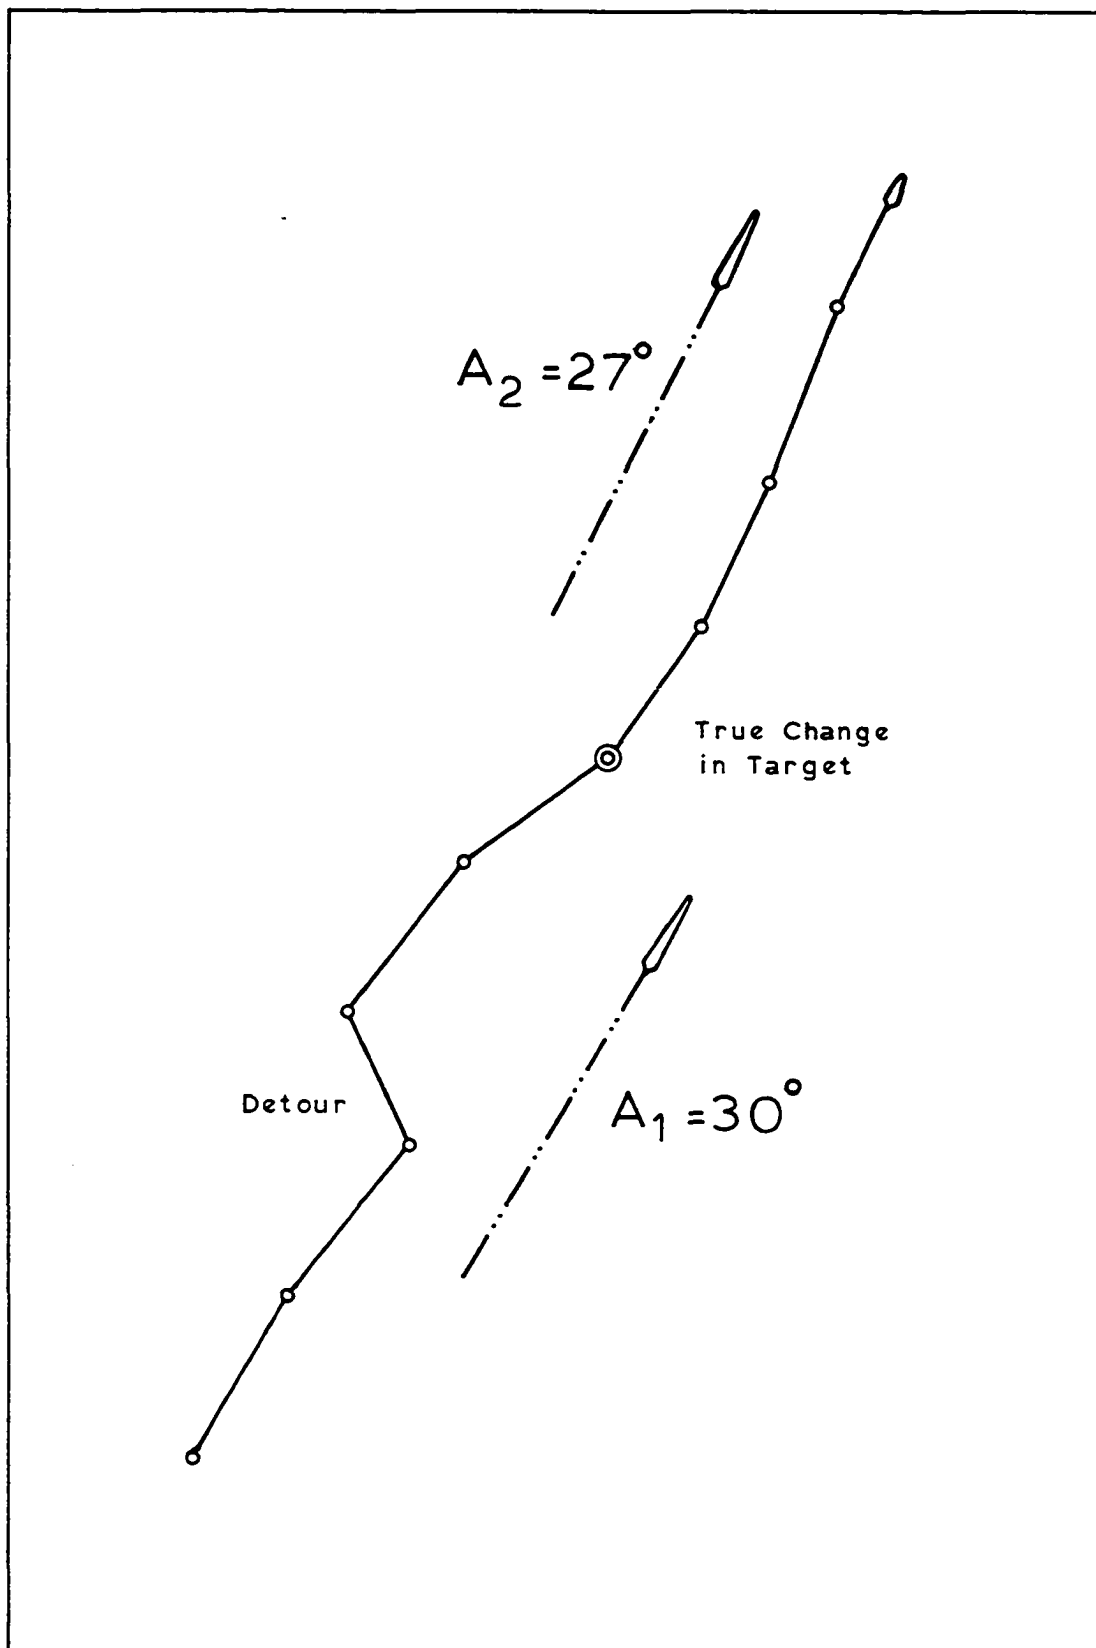 A₂ = 27°
True Change
in Target
Detour
A₁ = 30°